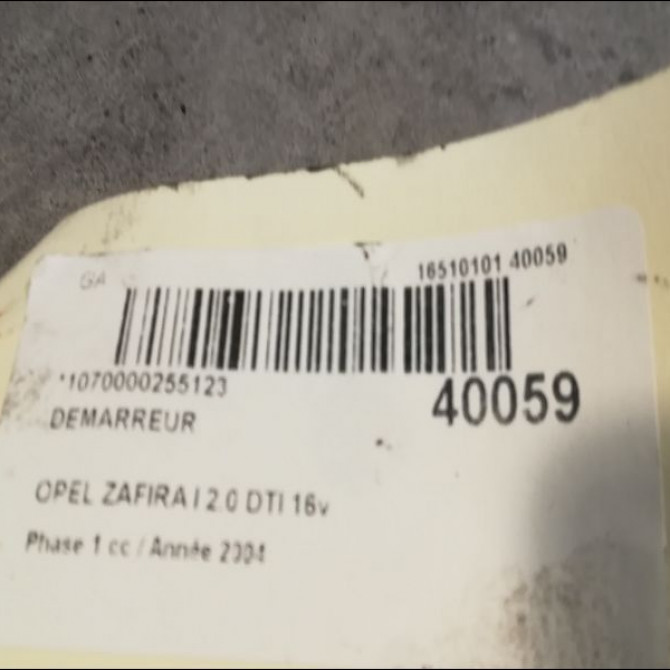 GA
16510101 40059
*1070000255123
40059
DEMARREUR
OPEL ZAFIRA I 2.0 DTI 16v
Phase 1 cc / Année 2004